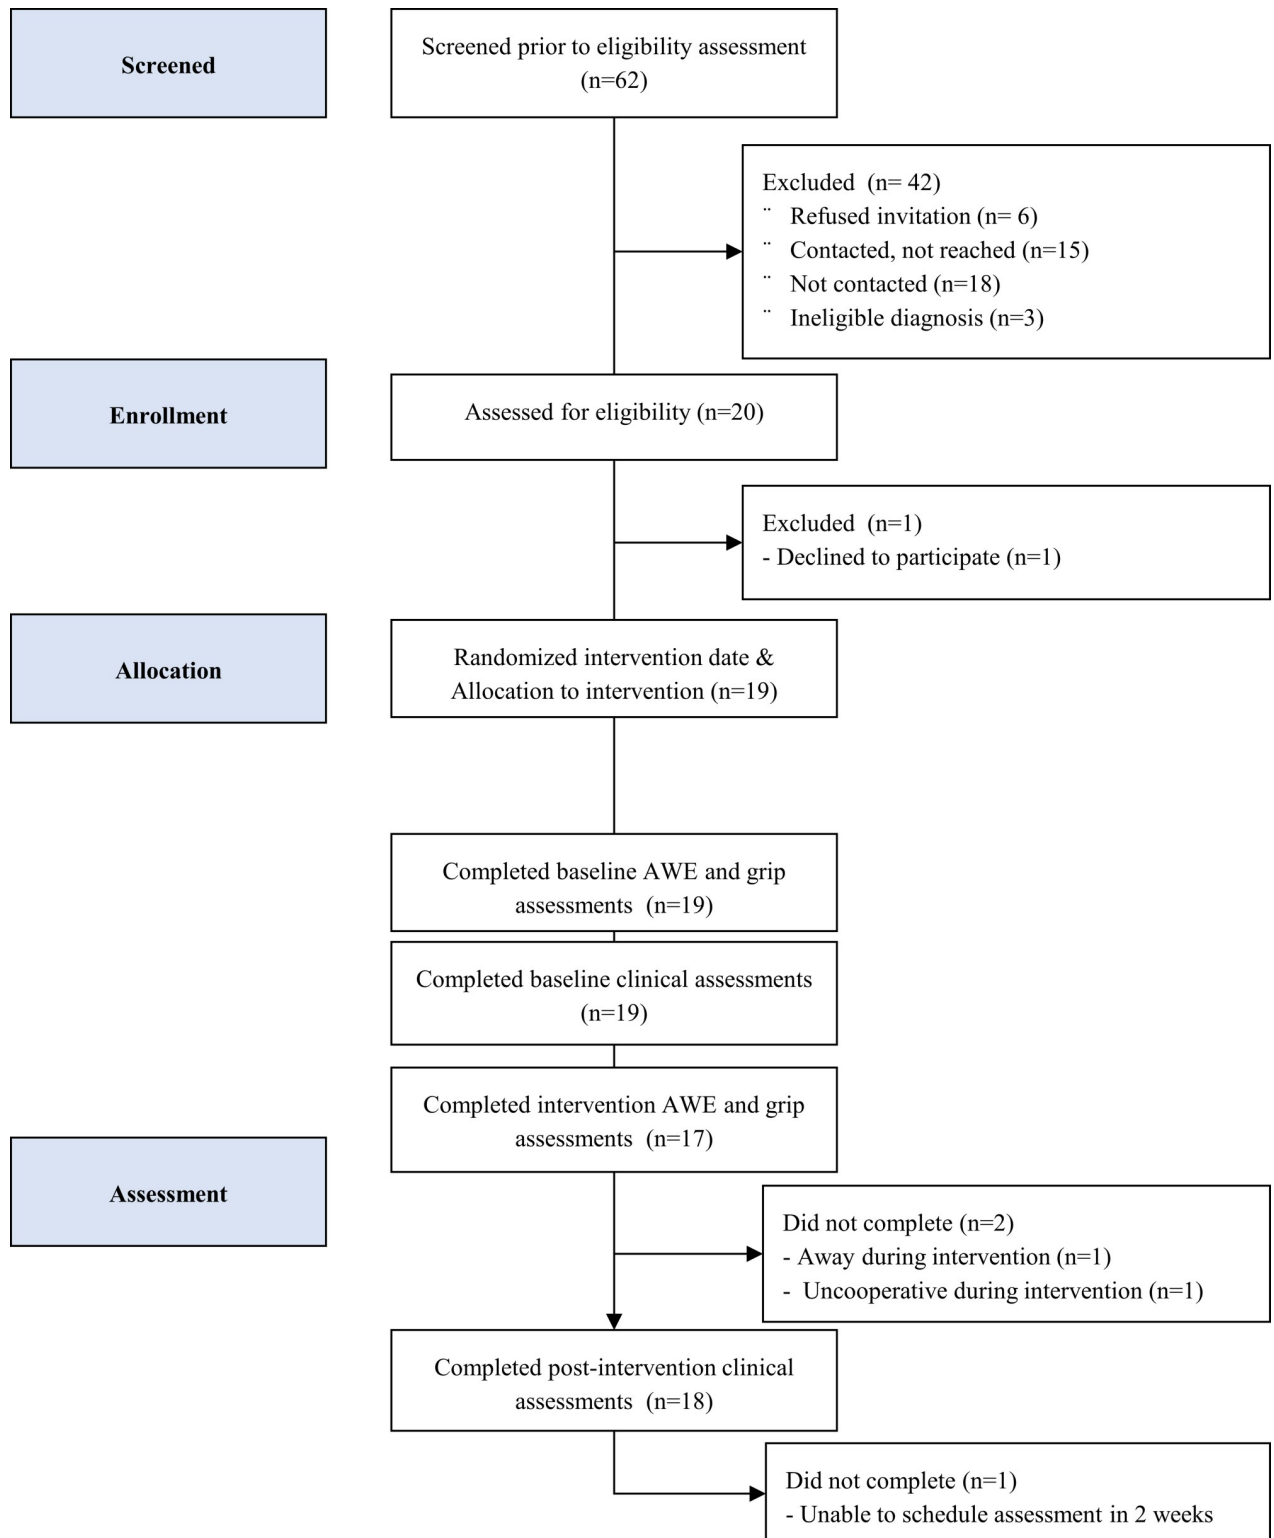 Screened
Screened prior to eligibility assessment
(n=62)
Excluded (n= 42)
¨ Refused invitation (n= 6)
¨ Contacted, not reached (n=15)
¨ Not contacted (n=18)
¨ Ineligible diagnosis (n=3)
Enrollment
Assessed for eligibility (n=20)
Excluded (n=1)
- Declined to participate (n=1)
Allocation
Randomized intervention date &
Allocation to intervention (n=19)
Completed baseline AWE and grip
assessments (n=19)
Completed baseline clinical assessments
(n=19)
Completed intervention AWE and grip
assessments (n=17)
Assessment
Did not complete (n=2)
- Away during intervention (n=1)
- Uncooperative during intervention (n=1)
Completed post-intervention clinical
assessments (n=18)
Did not complete (n=1)
- Unable to schedule assessment in 2 weeks